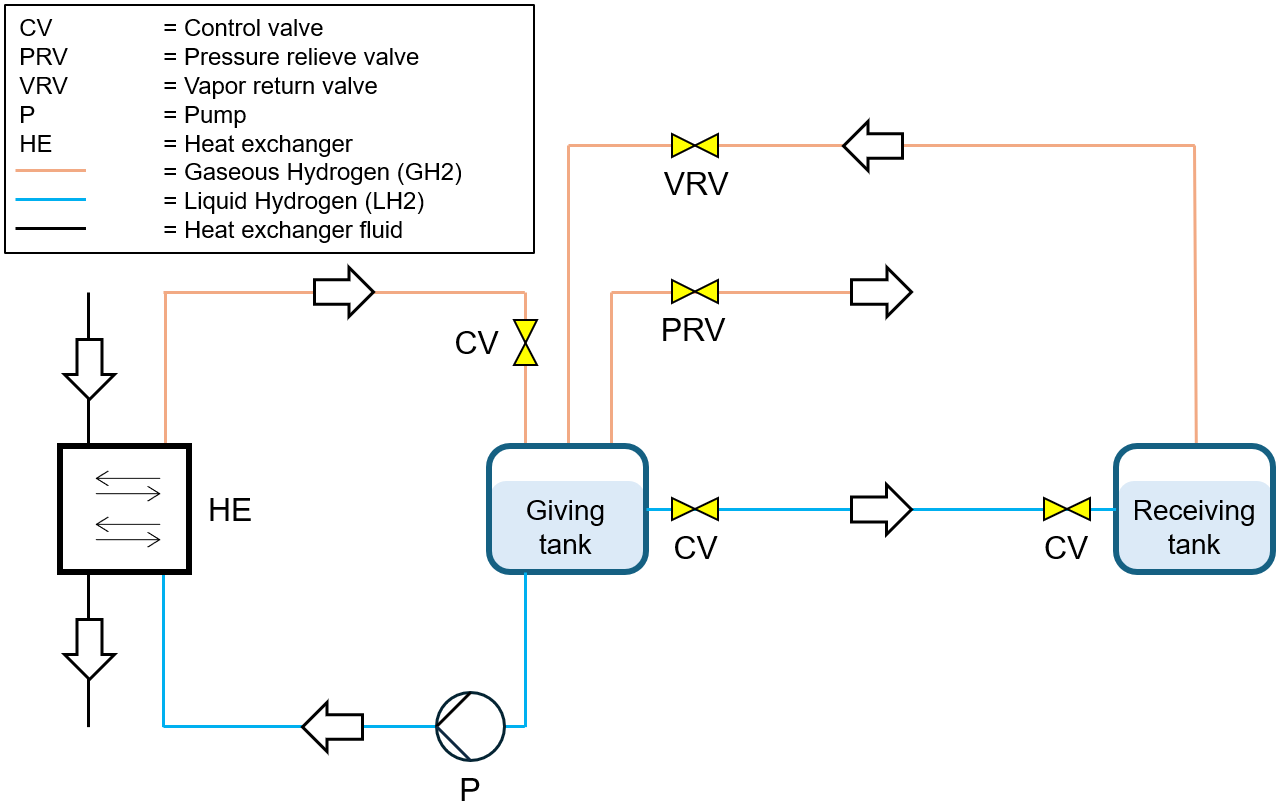 CV = Control valve
PRV = Pressure relieve valve
VRV = Vapor return valve
P = Pump
HE = Heat exchanger
= Gaseous Hydrogen (GH2)
= Liquid Hydrogen (LH2)
= Heat exchanger fluid
VRV
PRV
CV
HE
Giving
tank
CV
CV
Receiving
tank
P